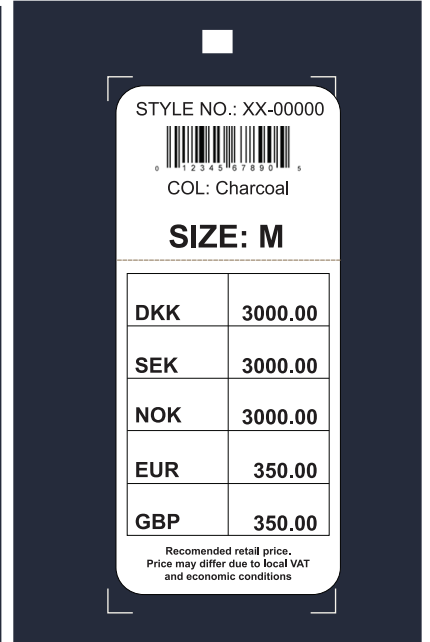 STYLE NO.: XX-00000
0 12345 67890 5
COL: Charcoal
SIZE: M
DKK 3000.00
SEK 3000.00
NOK 3000.00
EUR 350.00
GBP 350.00
Recomended retail price.
Price may differ due to local VAT
and economic conditions